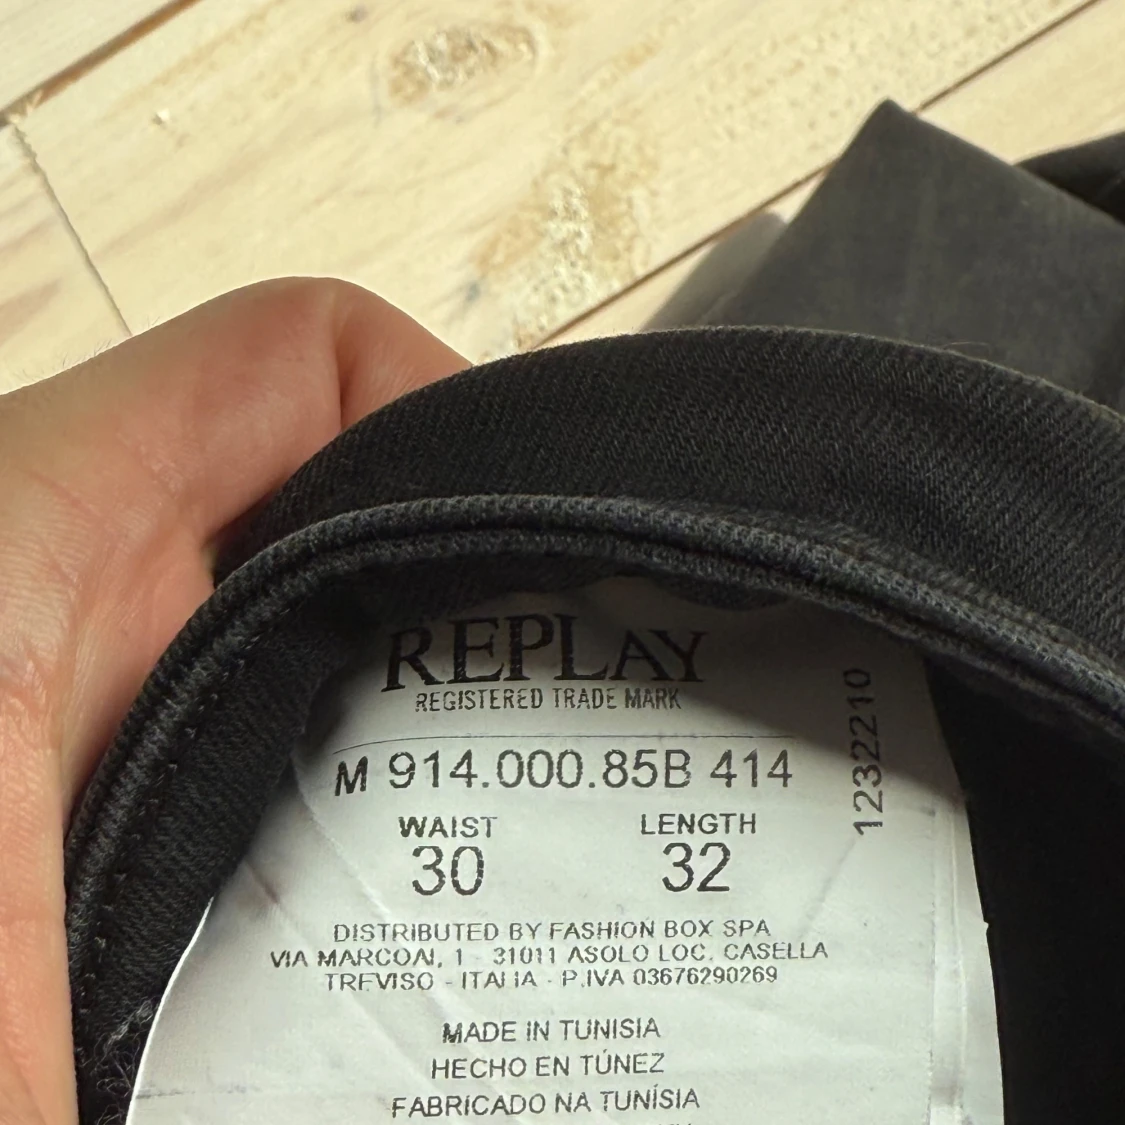 REPLAY
REGISTERED TRADE MARK
M 914.000.85B 414
1232210
WAIST LENGTH
30 32
DISTRIBUTED BY FASHION BOX SPA
VIA MARCONI, 1 - 31011 ASOLO LOC. CASELLA
TREVISO - ITALIA - P.IVA 03676290269
MADE IN TUNISIA
HECHO EN TÚNEZ
FABRICADO NA TUNÍSIA